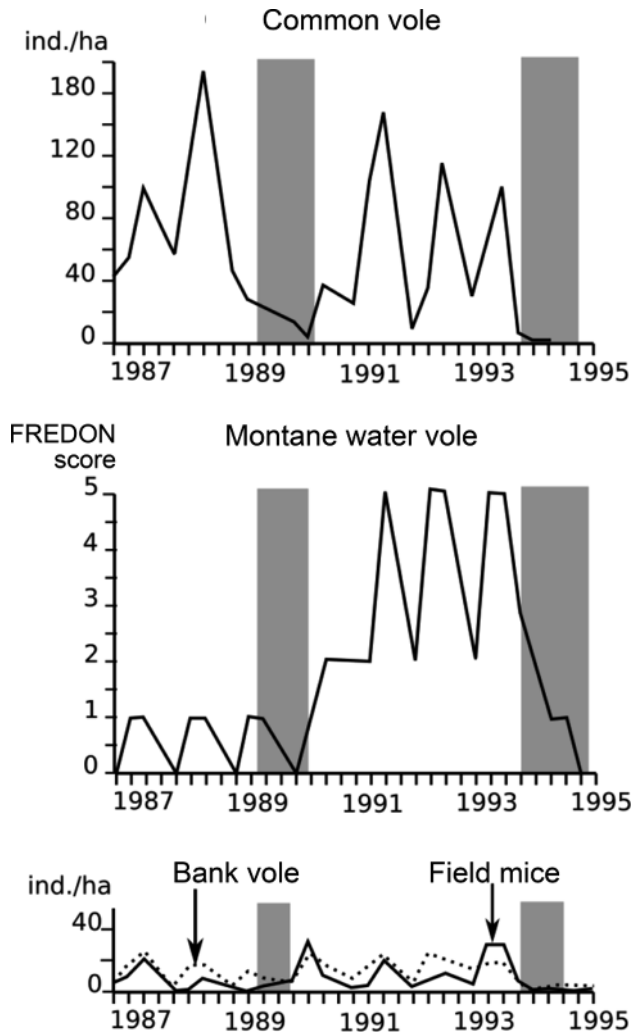 Common vole
ind./ha
180
120
80
40
0
1987 1989 1991 1993 1995
FREDON
score
Montane water vole
5
4
3
2
1
0
1987 1989 1991 1993 1995
ind./ha
Bank vole Field mice
40
0
1987 1989 1991 1993 1995